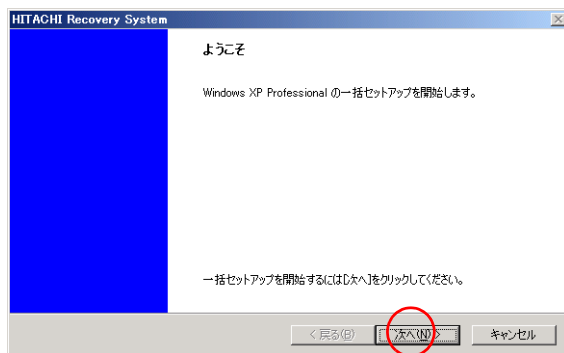 HITACHI Recovery System
ようこそ
Windows XP Professional の一括セットアップを開始します。
一括セットアップを開始するには[次へ]をクリックしてください。
< 戻る(B) 次へ(N) > キャンセル